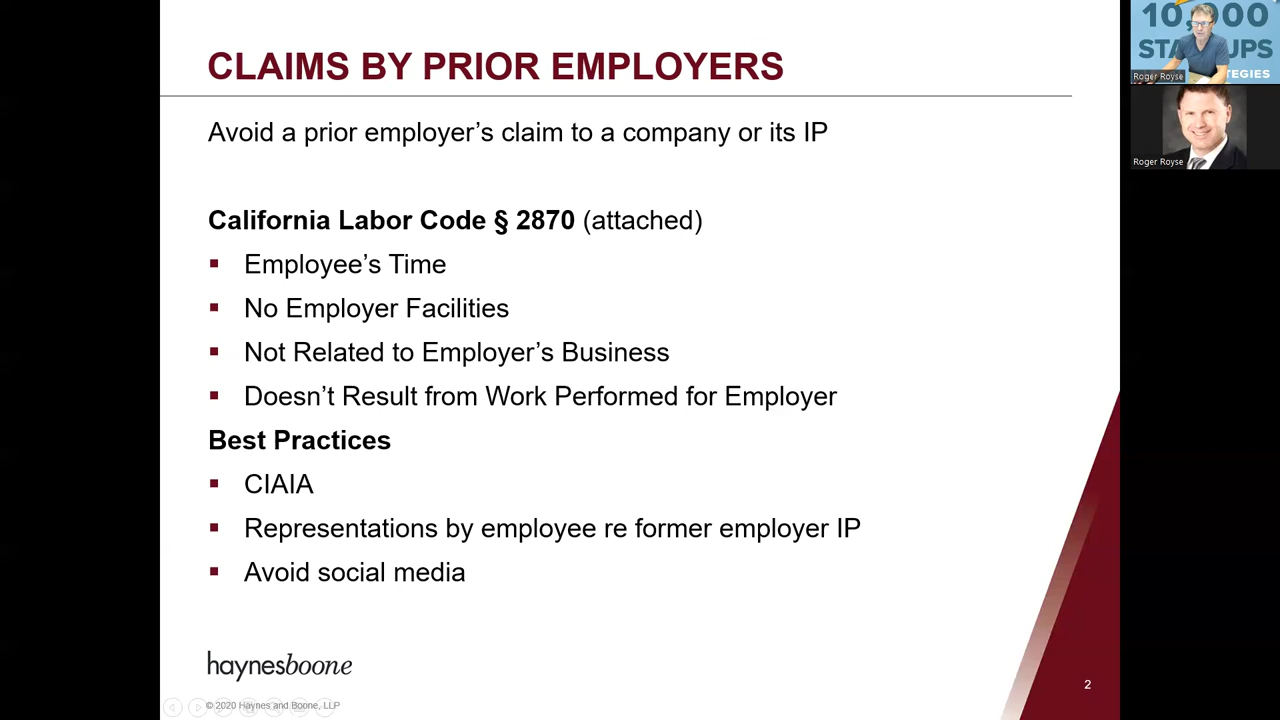 CLAIMS BY PRIOR EMPLOYERS
Avoid a prior employer’s claim to a company or its IP
California Labor Code § 2870 (attached)
▪ Employee’s Time
▪ No Employer Facilities
▪ Not Related to Employer’s Business
▪ Doesn’t Result from Work Performed for Employer
Best Practices
▪ CIAIA
▪ Representations by employee re former employer IP
▪ Avoid social media
haynesboone
© 2020 Haynes and Boone, LLP
2
10,000
Roger Royse
Roger Royse